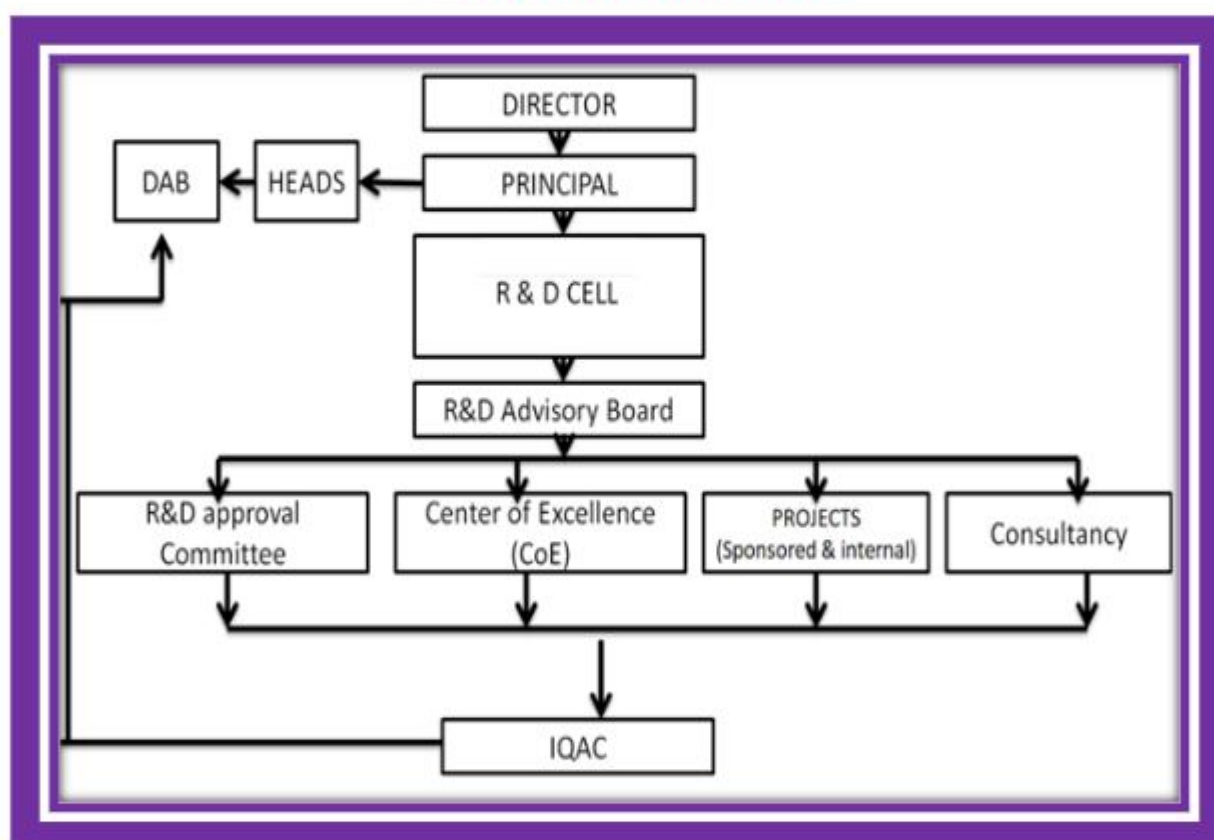 DIRECTOR
DAB
HEADS
PRINCIPAL
R & D CELL
R&D Advisory Board
R&D approval
Committee
Center of Excellence
(CoE)
PROJECTS
(Sponsored & internal)
Consultancy
IQAC